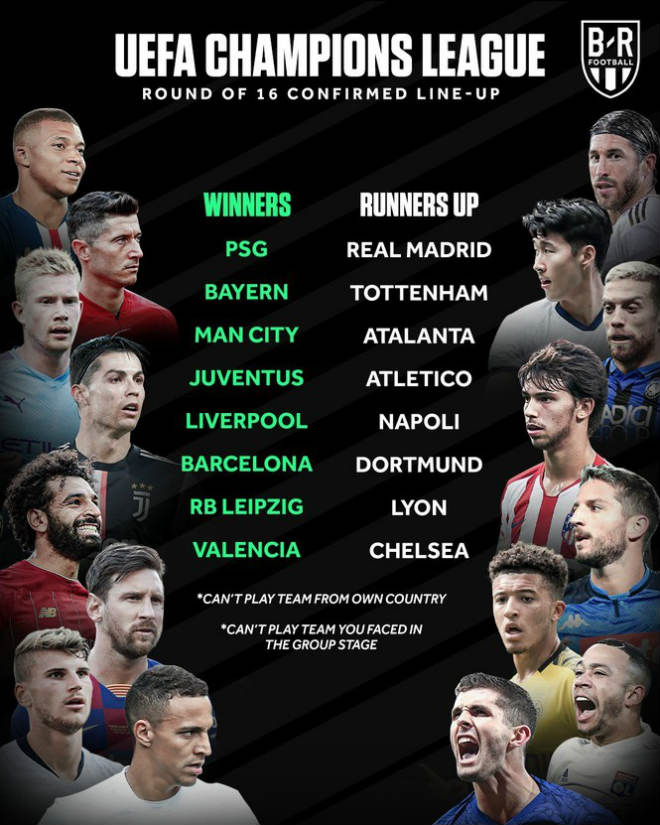 UEFA CHAMPIONS LEAGUE
ROUND OF 16 CONFIRMED LINE-UP
B/R
FOOTBALL
WINNERS RUNNERS UP
PSG REAL MADRID
BAYERN TOTTENHAM
MAN CITY ATALANTA
JUVENTUS ATLETICO
LIVERPOOL NAPOLI
BARCELONA DORTMUND
RB LEIPZIG LYON
VALENCIA CHELSEA
*CAN'T PLAY TEAM FROM OWN COUNTRY
*CAN'T PLAY TEAM YOU FACED IN
THE GROUP STAGE